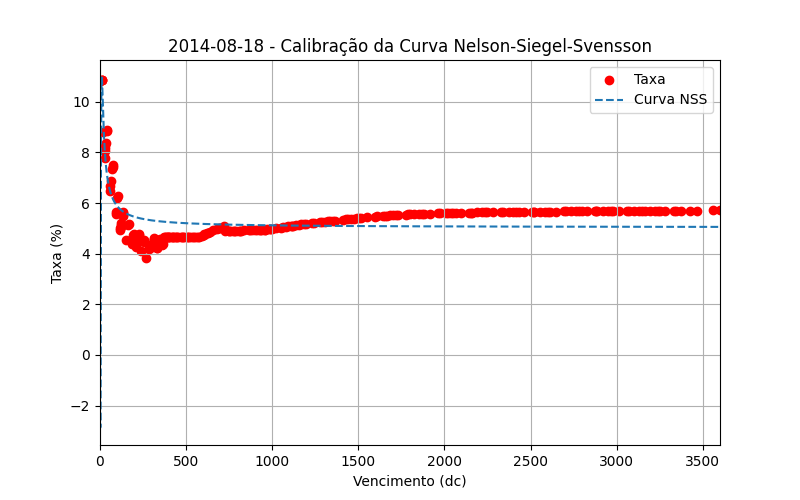 2014-08-18 - Calibração da Curva Nelson-Siegel-Svensson
Taxa
Curva NSS
Taxa (%)
10
8
6
4
2
0
−2
0 500 1000 1500 2000 2500 3000 3500
Vencimento (dc)